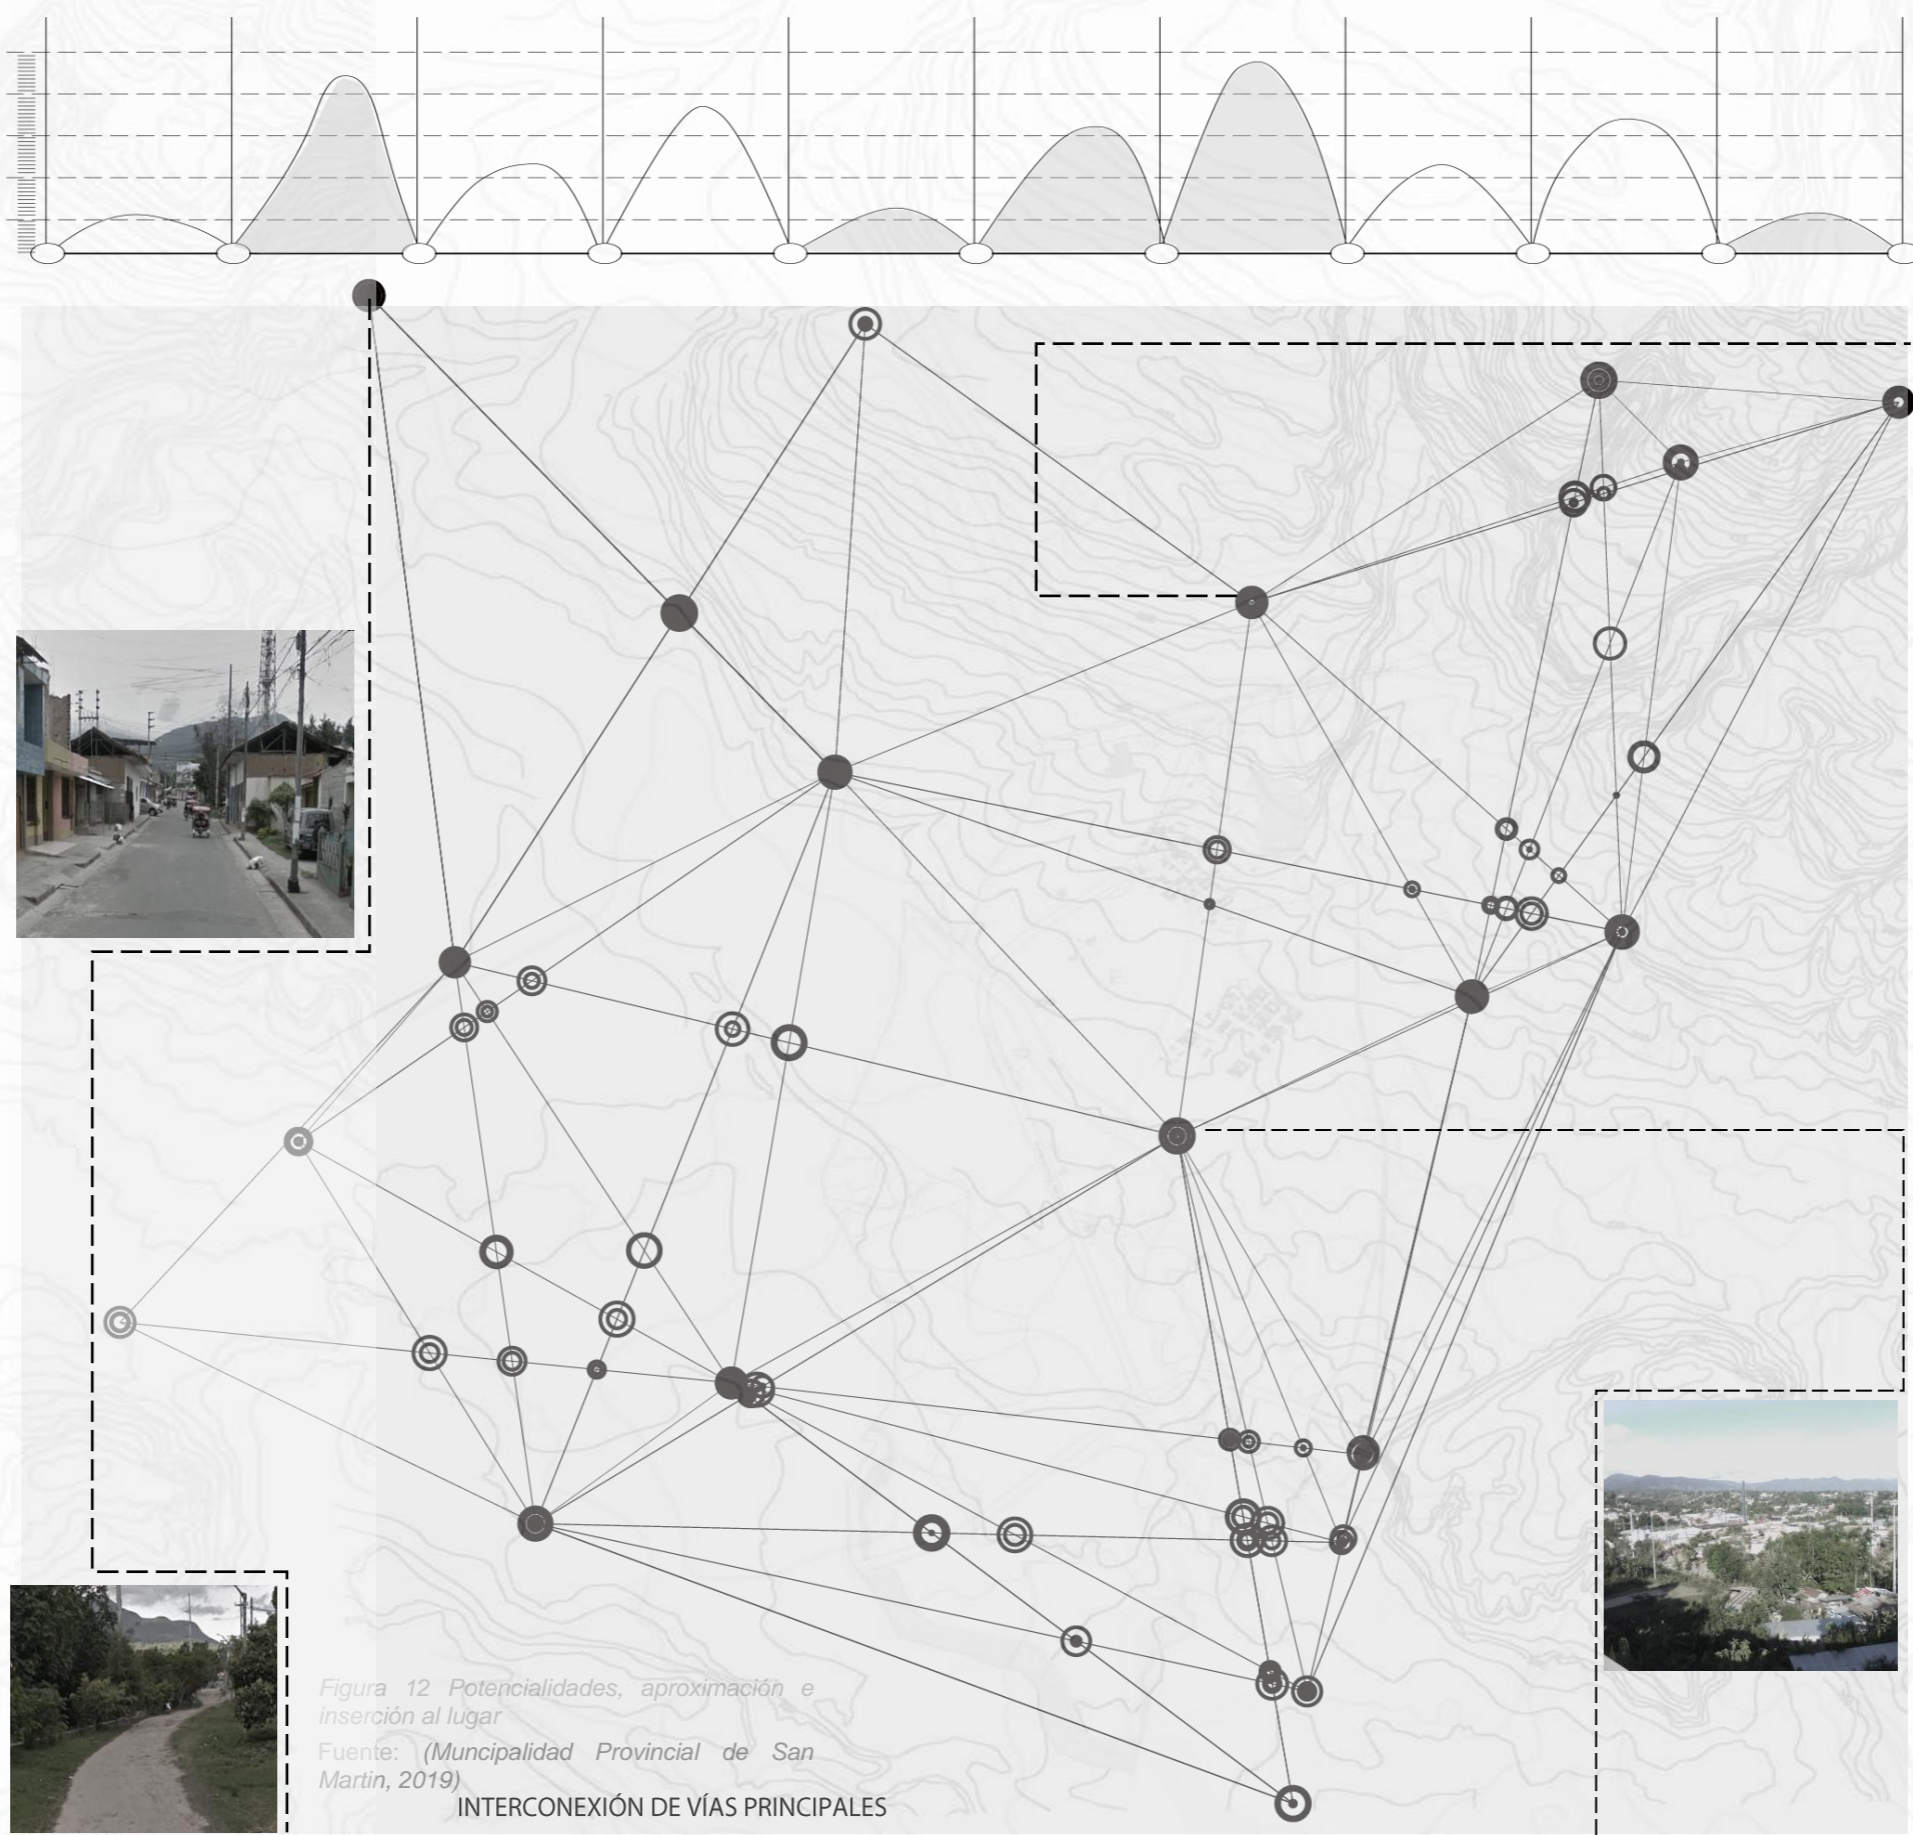 Figura 12 Potencialidades, aproximación e
inserción al lugar
Fuente: (Muncipalidad Provincial de San
Martin, 2019)
INTERCONEXIÓN DE VÍAS PRINCIPALES